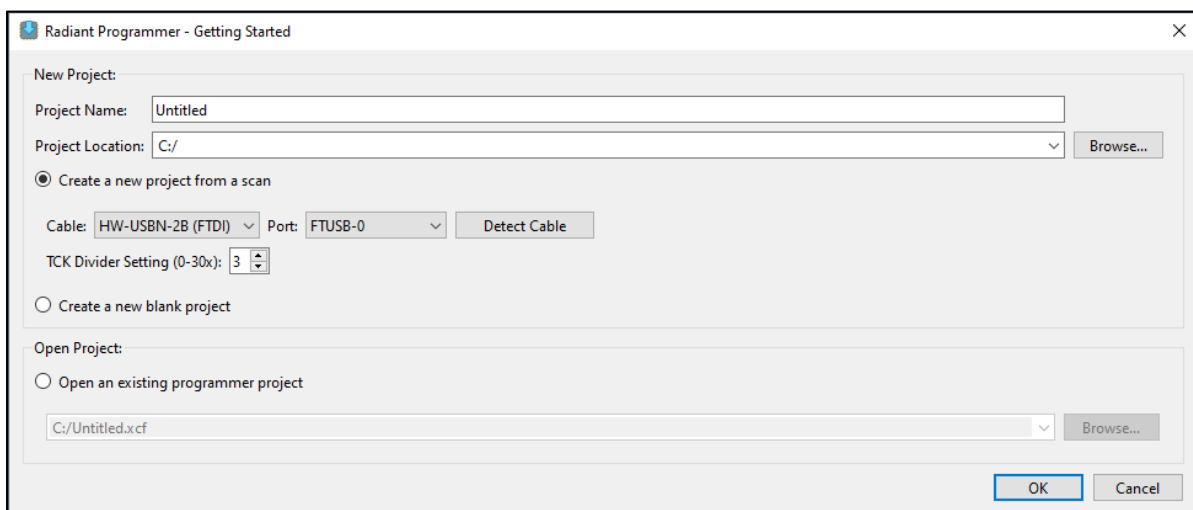 Radiant Programmer - Getting Started
New Project:
Project Name: Untitled
Project Location: C:/ Browse...
Create a new project from a scan
Cable: HW-USBN-2B (FTDI) Port: FTUSB-0 Detect Cable
TCK Divider Setting (0-30x): 3
Create a new blank project
Open Project:
Open an existing programmer project
C:/Untitled.xcf Browse...
OK Cancel